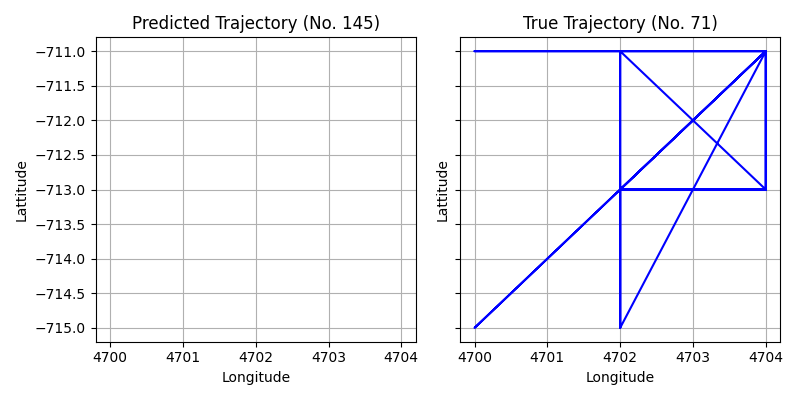 Predicted Trajectory (No. 145)
True Trajectory (No. 71)
−711.0
−711.5
−712.0
−712.5
−713.0
−713.5
−714.0
−714.5
−715.0
Lattitude
Lattitude
4700 4701 4702 4703 4704
4700 4701 4702 4703 4704
Longitude
Longitude